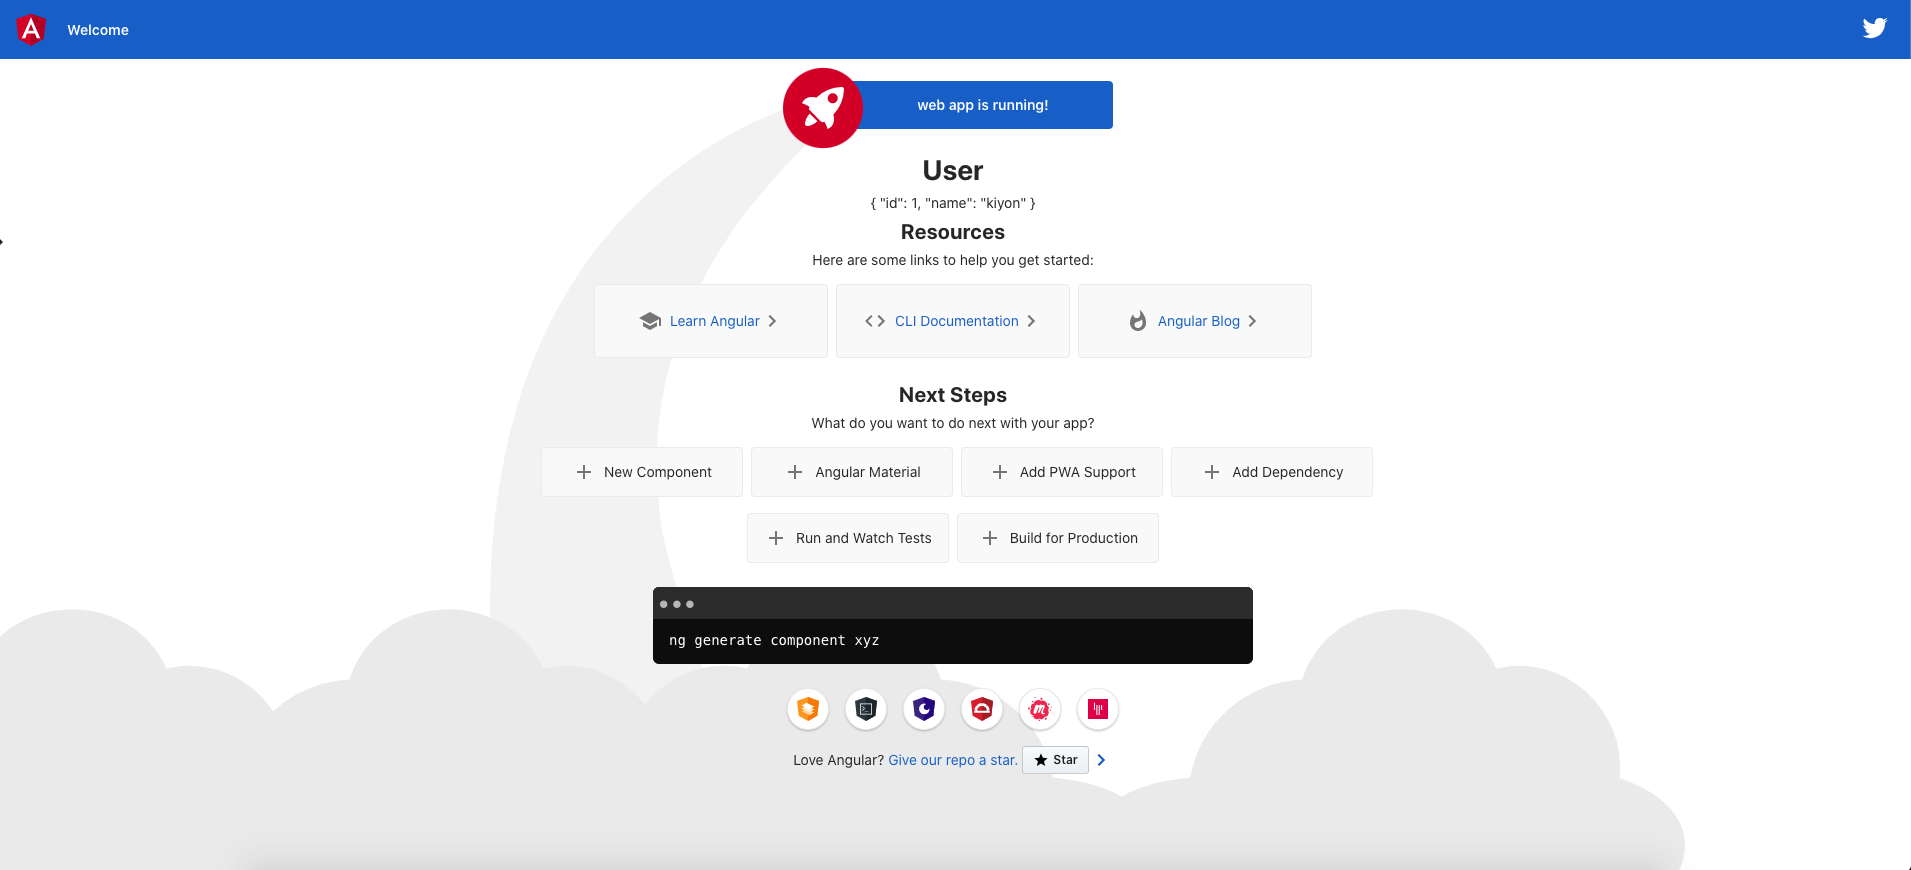 Welcome
web app is running!
User
{ "id": 1, "name": "kiyon" }
Resources
Here are some links to help you get started:
Learn Angular
CLI Documentation
Angular Blog
Next Steps
What do you want to do next with your app?
New Component
Angular Material
Add PWA Support
Add Dependency
Run and Watch Tests
Build for Production
ng generate component xyz
Love Angular? Give our repo a star. Star